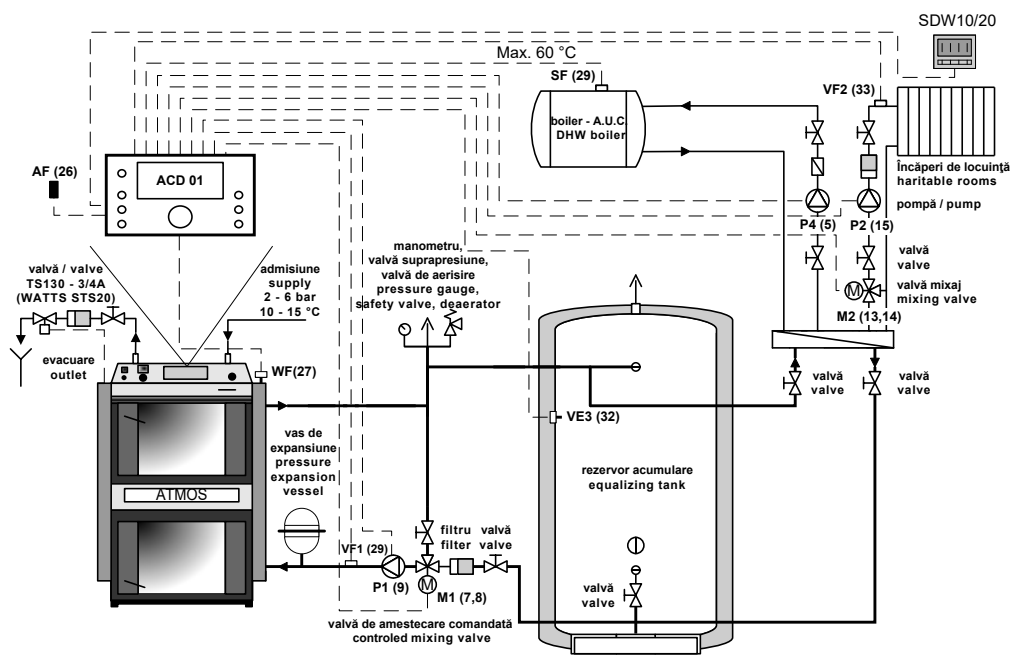 SDW10/20
Max. 60 °C
SF (29)
VF2 (33)
boiler - A.U.C.
DHW boiler
AF (26)
ACD 01
Încăperi de locuinţă
haritable rooms
pompă / pump
P4 (5)
P2 (15)
manometru,
valvă suprapresiune,
valvă de aerisire
pressure gauge,
safety valve, deaerator
valvă
valve
valvă / valve
TS130 - 3/4A
(WATTS STS20)
admisiune
supply
2 - 6 bar
10 - 15 °C
M
valvă mixaj
mixing valve
M2 (13,14)
evacuare
outlet
WF(27)
valvă
valve
valvă
valve
VE3 (32)
vas de
expansiune
pressure
expansion
vessel
rezervor acumulare
equalizing tank
ATMOS
filtru
filter
valvă
valve
VF1 (29)
P1 (9)
M
M1 (7,8)
valvă
valve
valvă de amestecare comandată
controled mixing valve